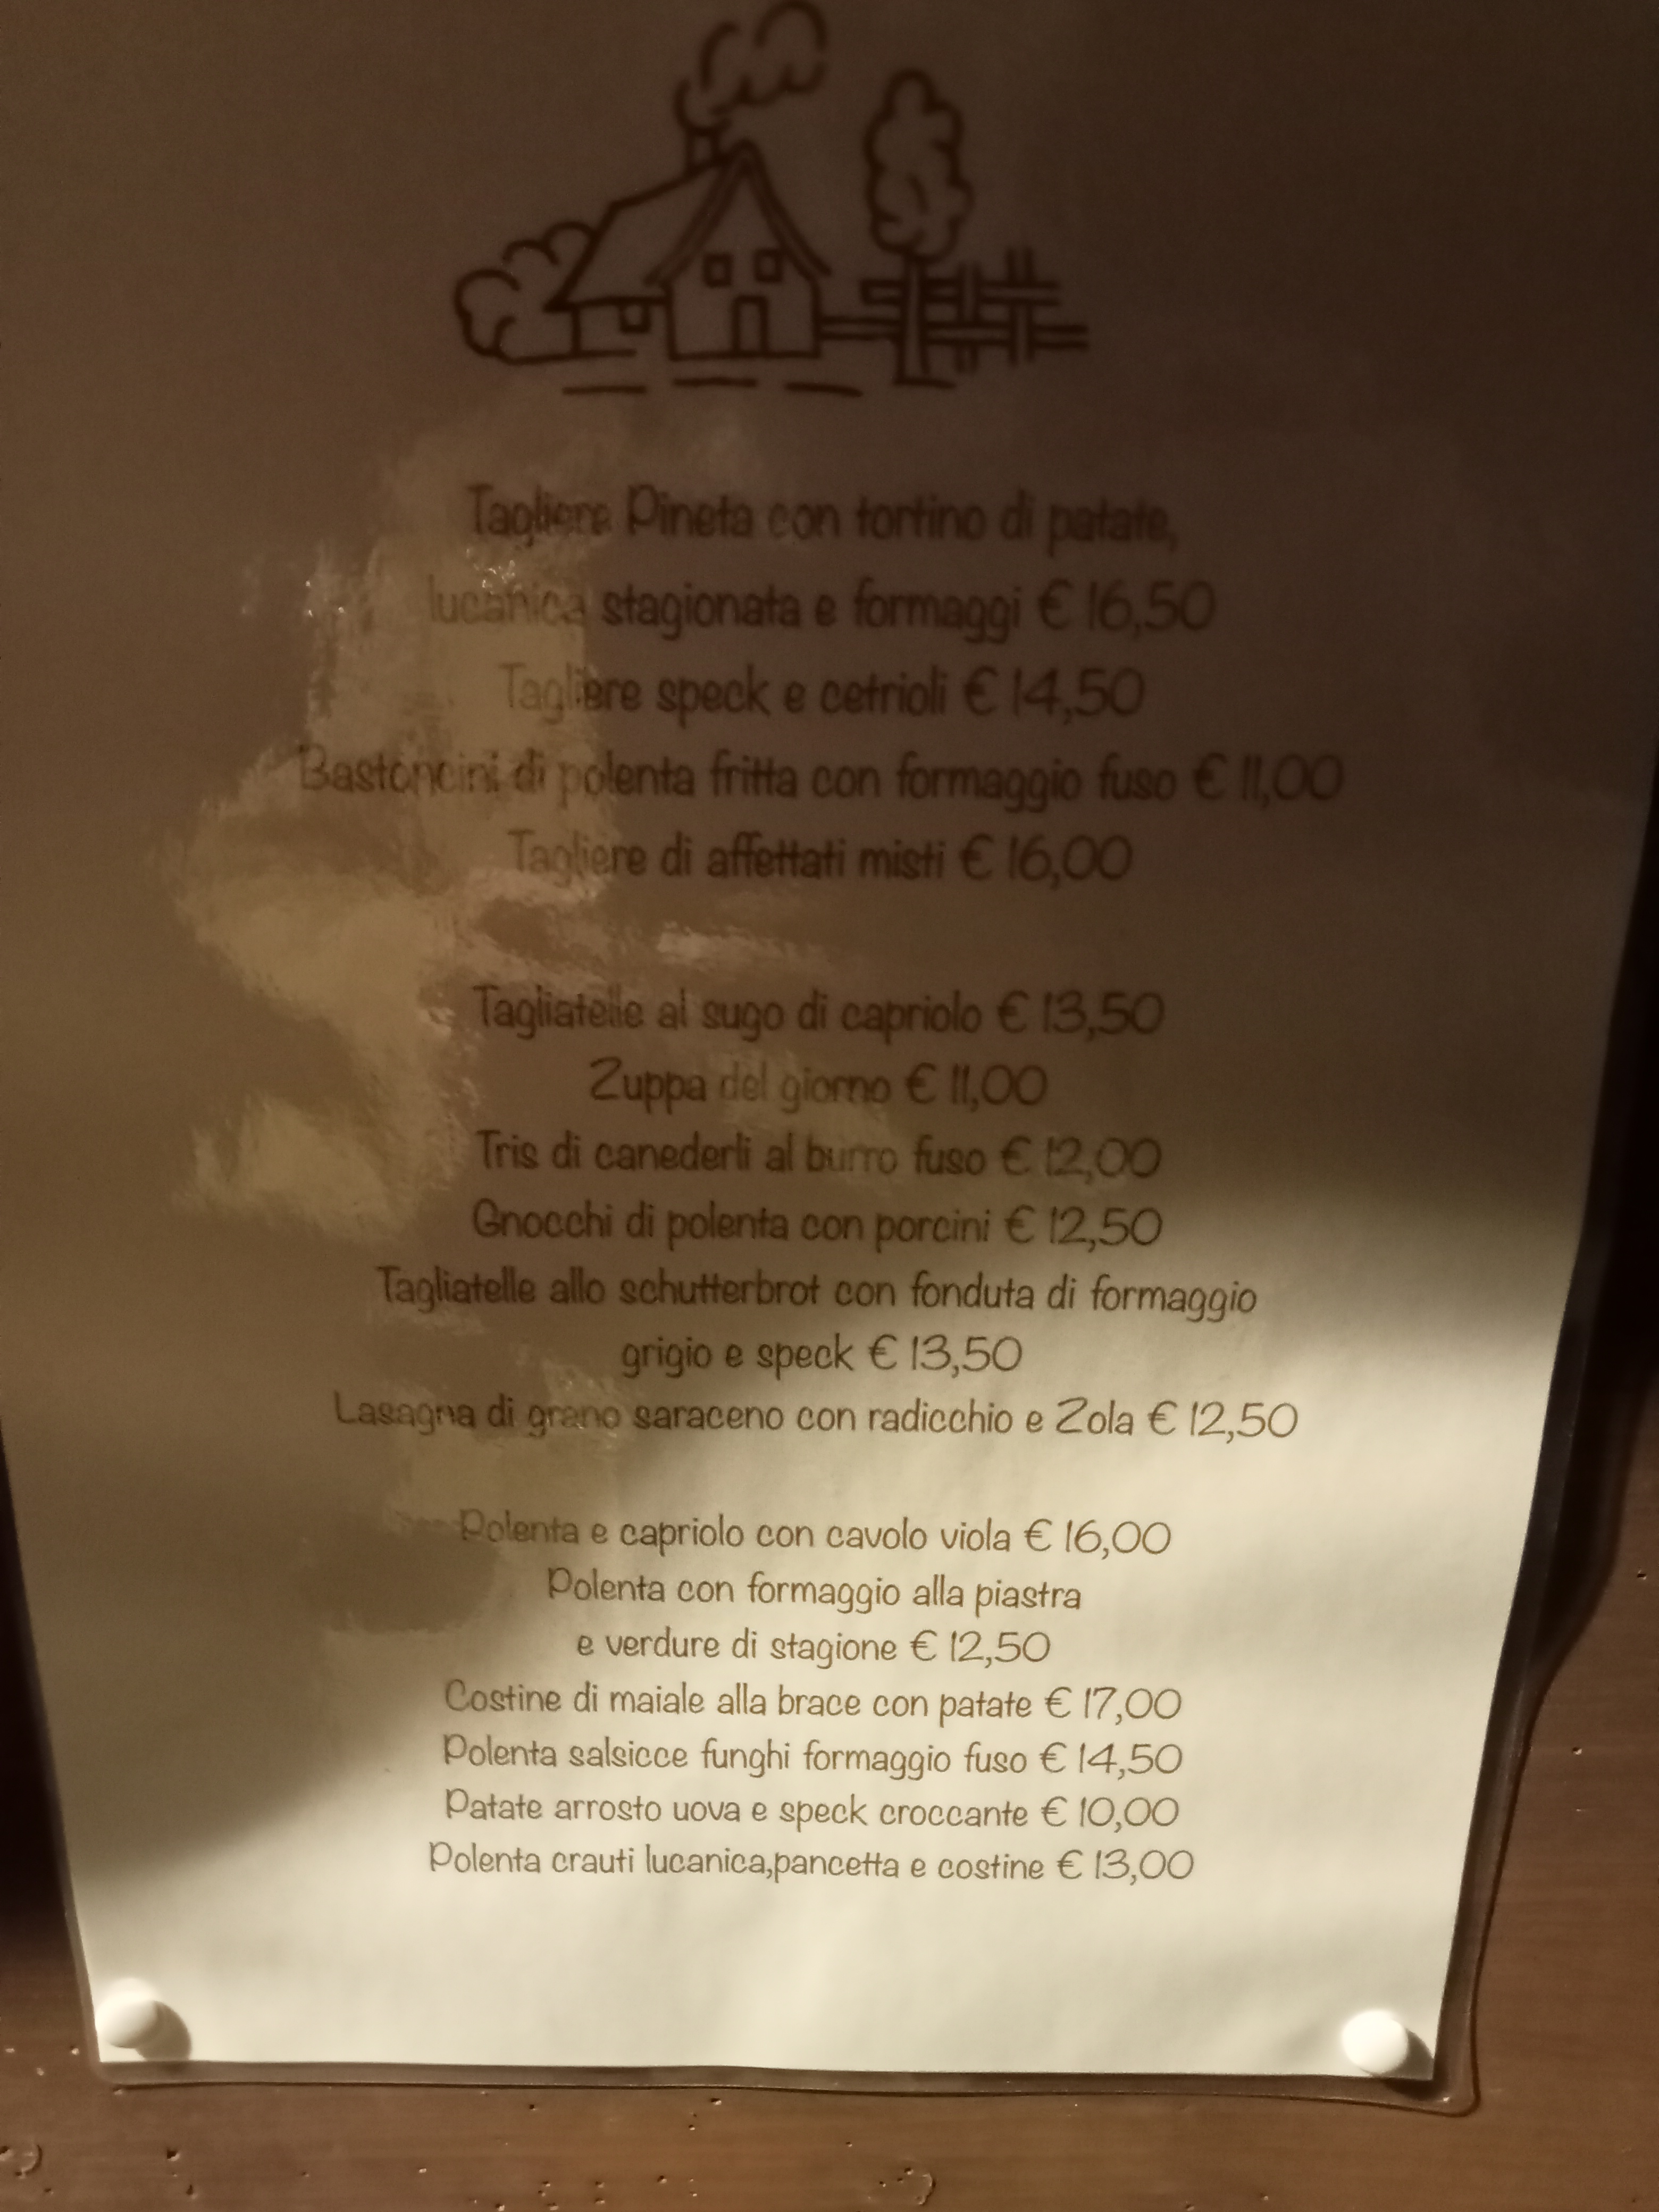 Tagliere Pineta con tortino di patate,
lucanica stagionata e formaggi € 16,50
Tagliere speck e cetrioli € 14,50
Bastoncini di polenta fritta con formaggio fuso € 11,00
Tagliere di affettati misti € 16,00
Tagliatelle al sugo di capriolo € 13,50
Zuppa del giorno € 11,00
Tris di canederli al burro fuso € 12,00
Gnocchi di polenta con porcini € 12,50
Tagliatelle allo schutterbrot con fonduta di formaggio
grigio e speck € 13,50
Lasagna di grano saraceno con radicchio e Zola € 12,50
Polenta e capriolo con cavolo viola € 16,00
Polenta con formaggio alla piastra
e verdure di stagione € 12,50
Costine di maiale alla brace con patate € 17,00
Polenta salsicce funghi formaggio fuso € 14,50
Patate arrosto uova e speck croccante € 10,00
Polenta crauti lucanica,pancetta e costine € 13,00